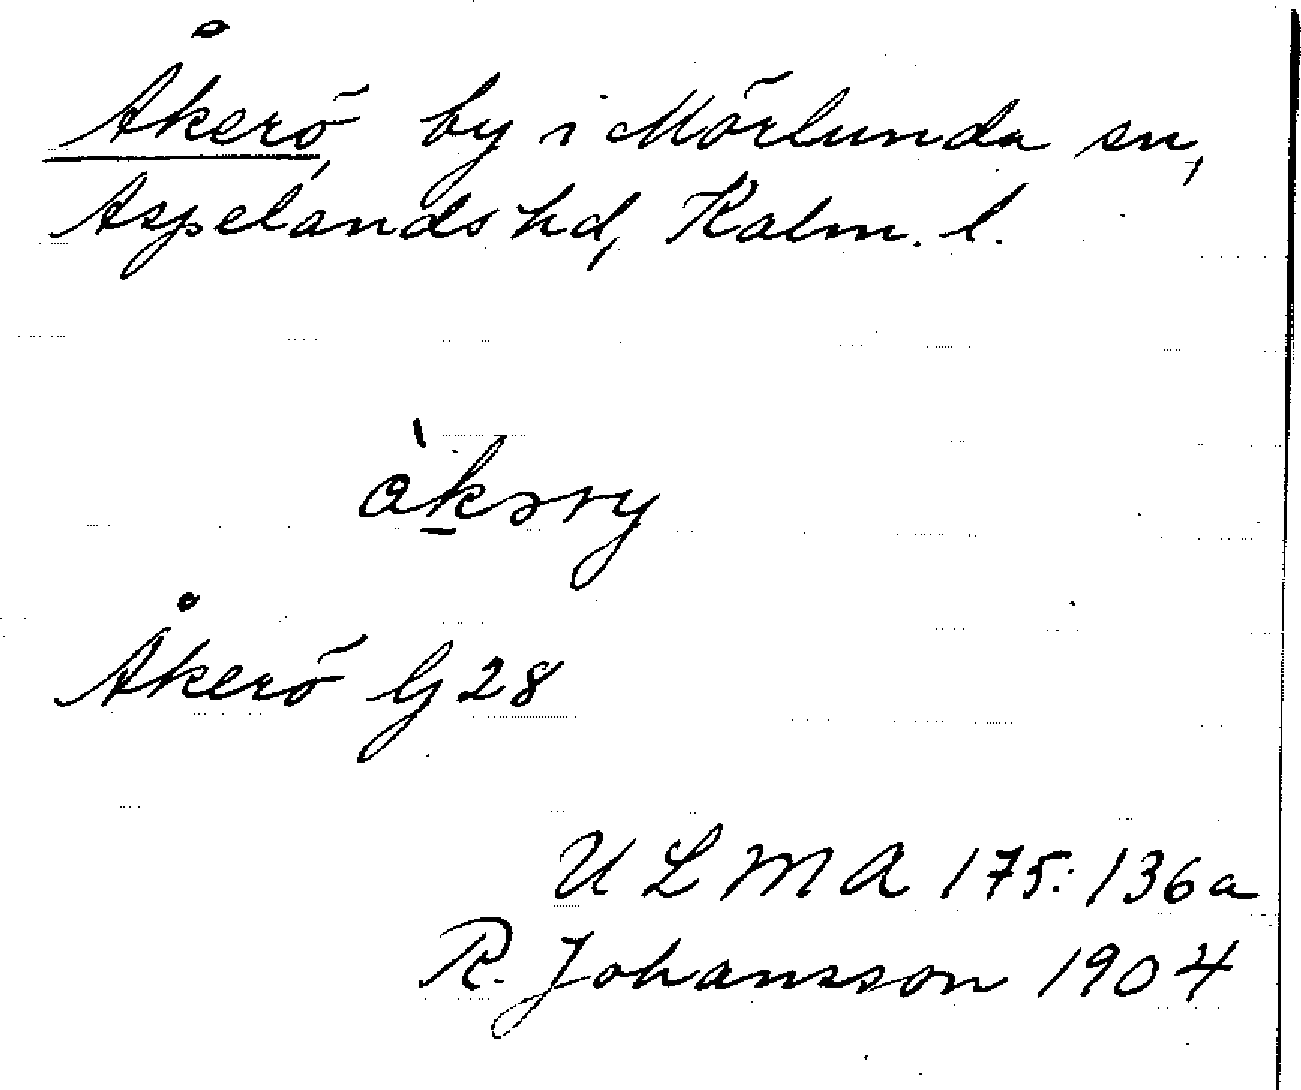 Åkerö, by i Mörlunda sn,
Aspelands hd, Kalm. l.
åkəry
Åkerö G 28
ULMA 175:136a
R. Johansson 1904